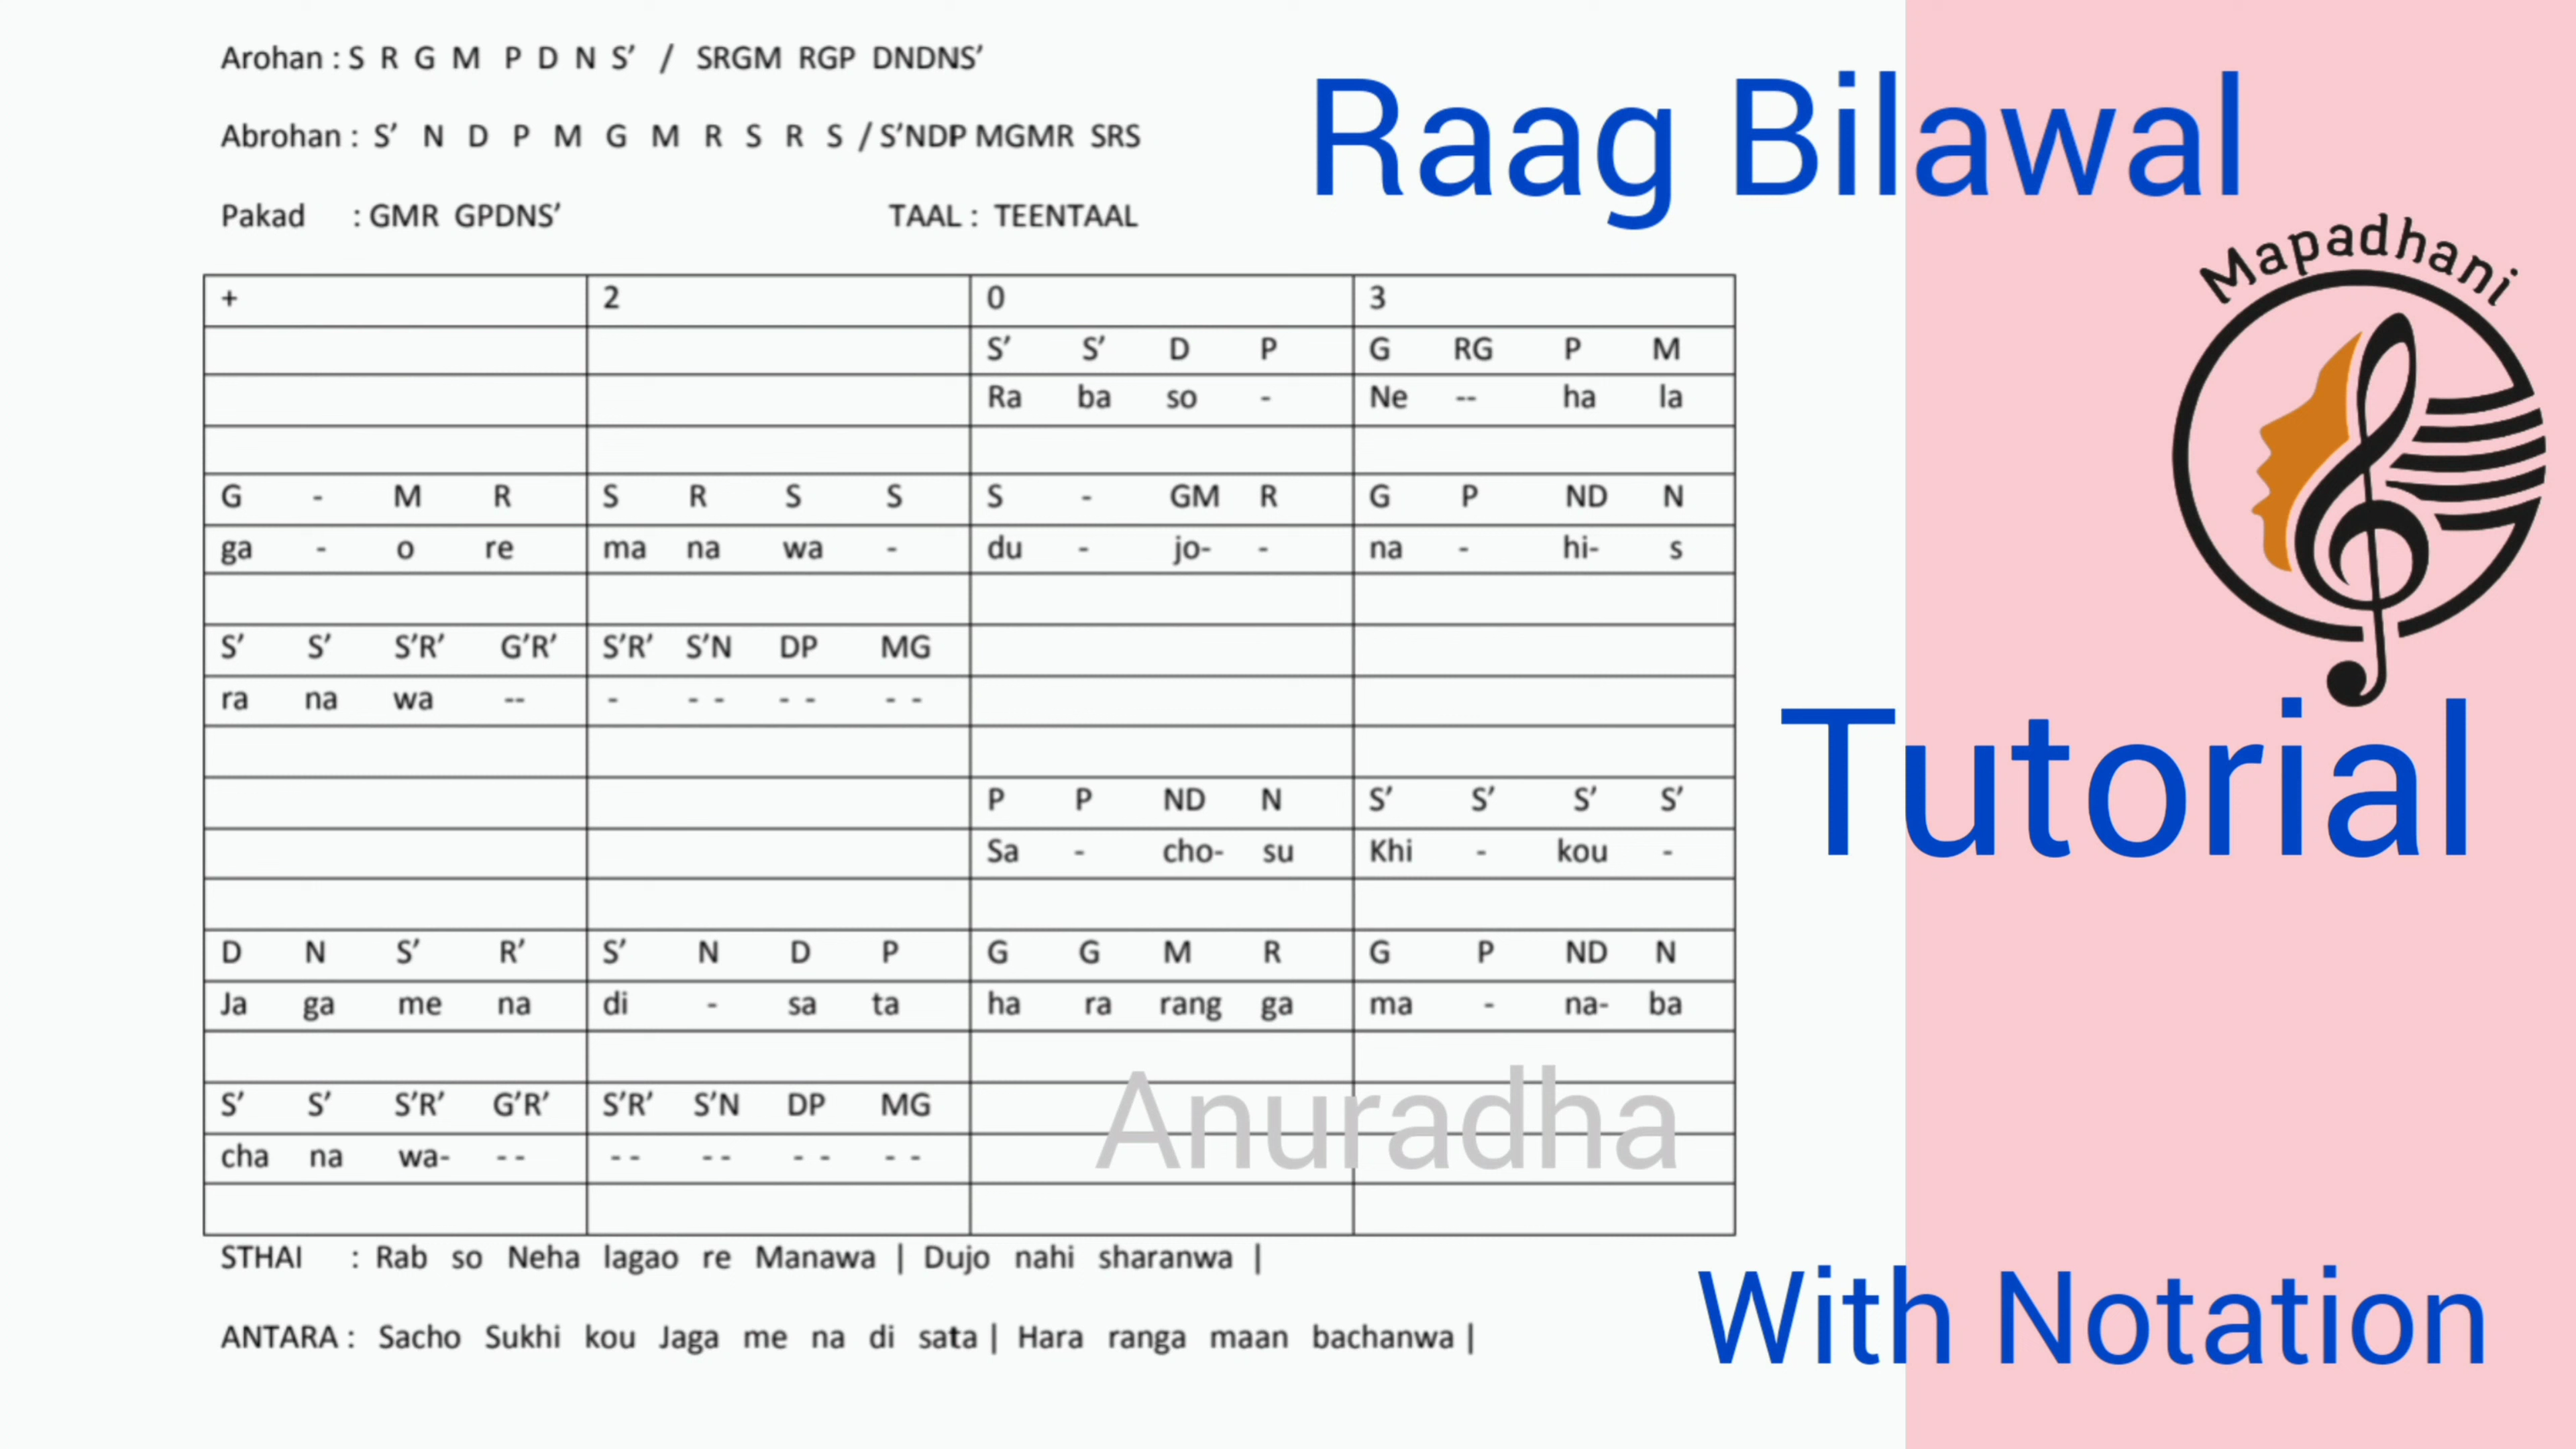 Arohan : S R G M P D N S’ / SRGM RGP DNDNS’
Abrohan : S’ N D P M G M R S R S / S’NDP MGMR SRS
Pakad : GMR GPDNS’ TAAL : TEENTAAL
Raag Bilawal
Mapadhani
+ 2 0 3
S’ S’ D P G RG P M
Ra ba so - Ne -- ha la
G - M R S R S S S - GM R G P ND N
ga - o re ma na wa - du - jo- - na - hi- s
S’ S’ S’R’ G’R’ S’R’ S’N DP MG
ra na wa -- - - - - - - -
P P ND N S’ S’ S’ S’
Sa - cho- su Khi - kou -
D N S’ R’ S’ N D P G G M R G P ND N
Ja ga me na di - sa ta ha ra rang ga ma - na- ba
S’ S’ S’R’ G’R’ S’R’ S’N DP MG
cha na wa- - - - - - - - - - -
Anuradha
Tutorial
STHAI : Rab so Neha lagao re Manawa | Dujo nahi sharanwa |
ANTARA : Sacho Sukhi kou Jaga me na di sata | Hara ranga maan bachanwa |
With Notation